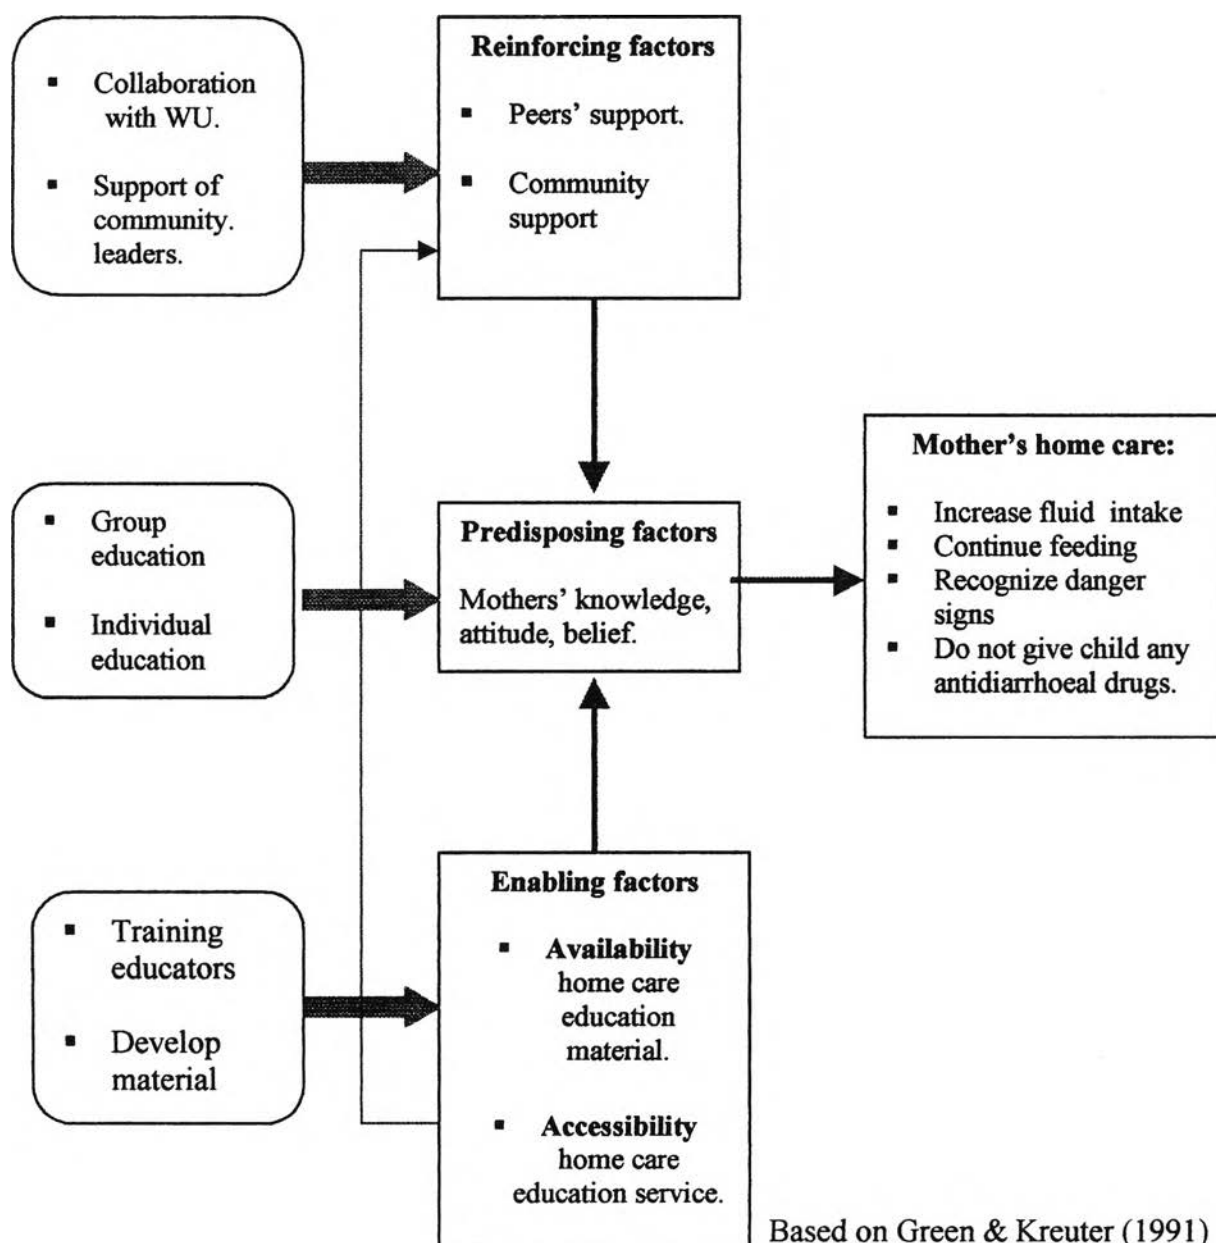 ▪ Collaboration
with WU.
▪ Support of
community.
leaders.
Reinforcing factors
▪ Peers’ support.
▪ Community
support
▪ Group
education
▪ Individual
education
Predisposing factors
Mothers’ knowledge,
attitude, belief.
Mother’s home care:
▪ Increase fluid intake
▪ Continue feeding
▪ Recognize danger
signs
▪ Do not give child any
antidiarrhoeal drugs.
▪ Training
educators
▪ Develop
material
Enabling factors
▪ Availability
home care
education
material.
▪ Accessibility
home care
education service.
Based on Green & Kreuter (1991)